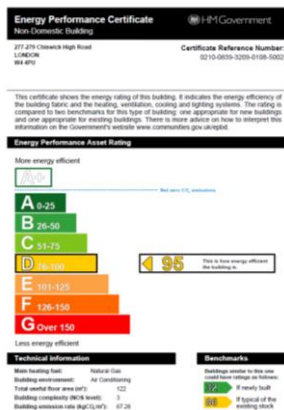 Energy Performance Certificate
HM Government
Non-Domestic Building
277-279 Chiswick High Road
LONDON
W4 4PU
Certificate Reference Number:
0210-0839-3209-0108-5002
This certificate shows the energy rating of this building. It indicates the energy efficiency of
the building fabric and the heating, ventilation, cooling and lighting systems. The rating is
compared to two benchmarks for this type of building: one appropriate for new buildings
and one appropriate for existing buildings. There is more advice on how to interpret this
information on the Government's website www.communities.gov.uk/epbd.
Energy Performance Asset Rating
More energy efficient
A+
Net zero CO₂ emissions
A 0-25
B 26-50
C 51-75
D 76-100
95
This is how energy efficient
the building is.
E 101-125
F 126-150
G Over 150
Less energy efficient
Technical information
Main heating fuel: Natural Gas
Building environment: Air Conditioning
Total useful floor area (m²): 122
Building complexity (NOS level): 3
Building emission rate (kgCO₂/m²): 67.28
Benchmarks
Buildings similar to this one
could have ratings as follows:
If newly built
If typical of the
existing stock